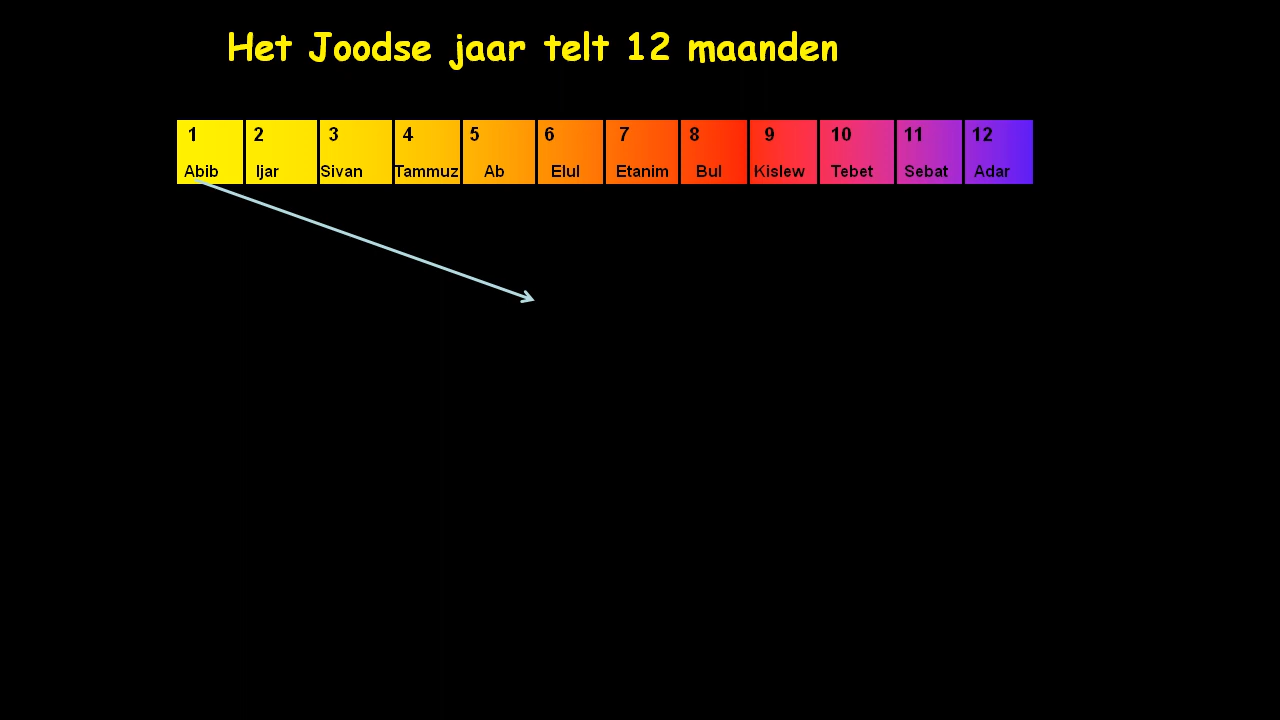 Het Joodse jaar telt 12 maanden
1 2 3 4 5 6 7 8 9 10 11 12
Abib Ijar Sivan Tammuz Ab Elul Etanim Bul Kislew Tebet Sebat Adar